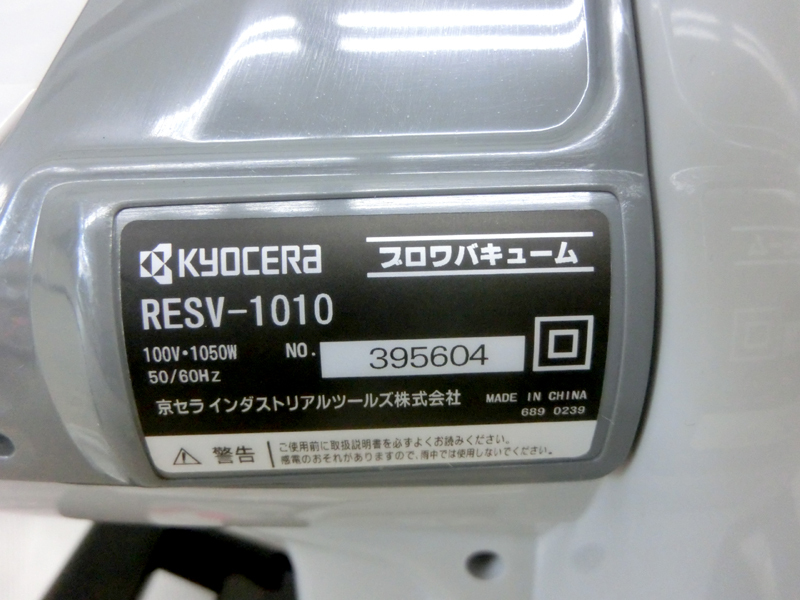 KYOCERA ブロワバキューム
RESV-1010
100V・1050W NO. 395604
50/60Hz
京セラ インダストリアルツールズ株式会社 MADE IN CHINA
689 0239
警告 ご使用前に取扱説明書を必ずよくお読みください。
感電のおそれがありますので、雨中では使用しないでください。